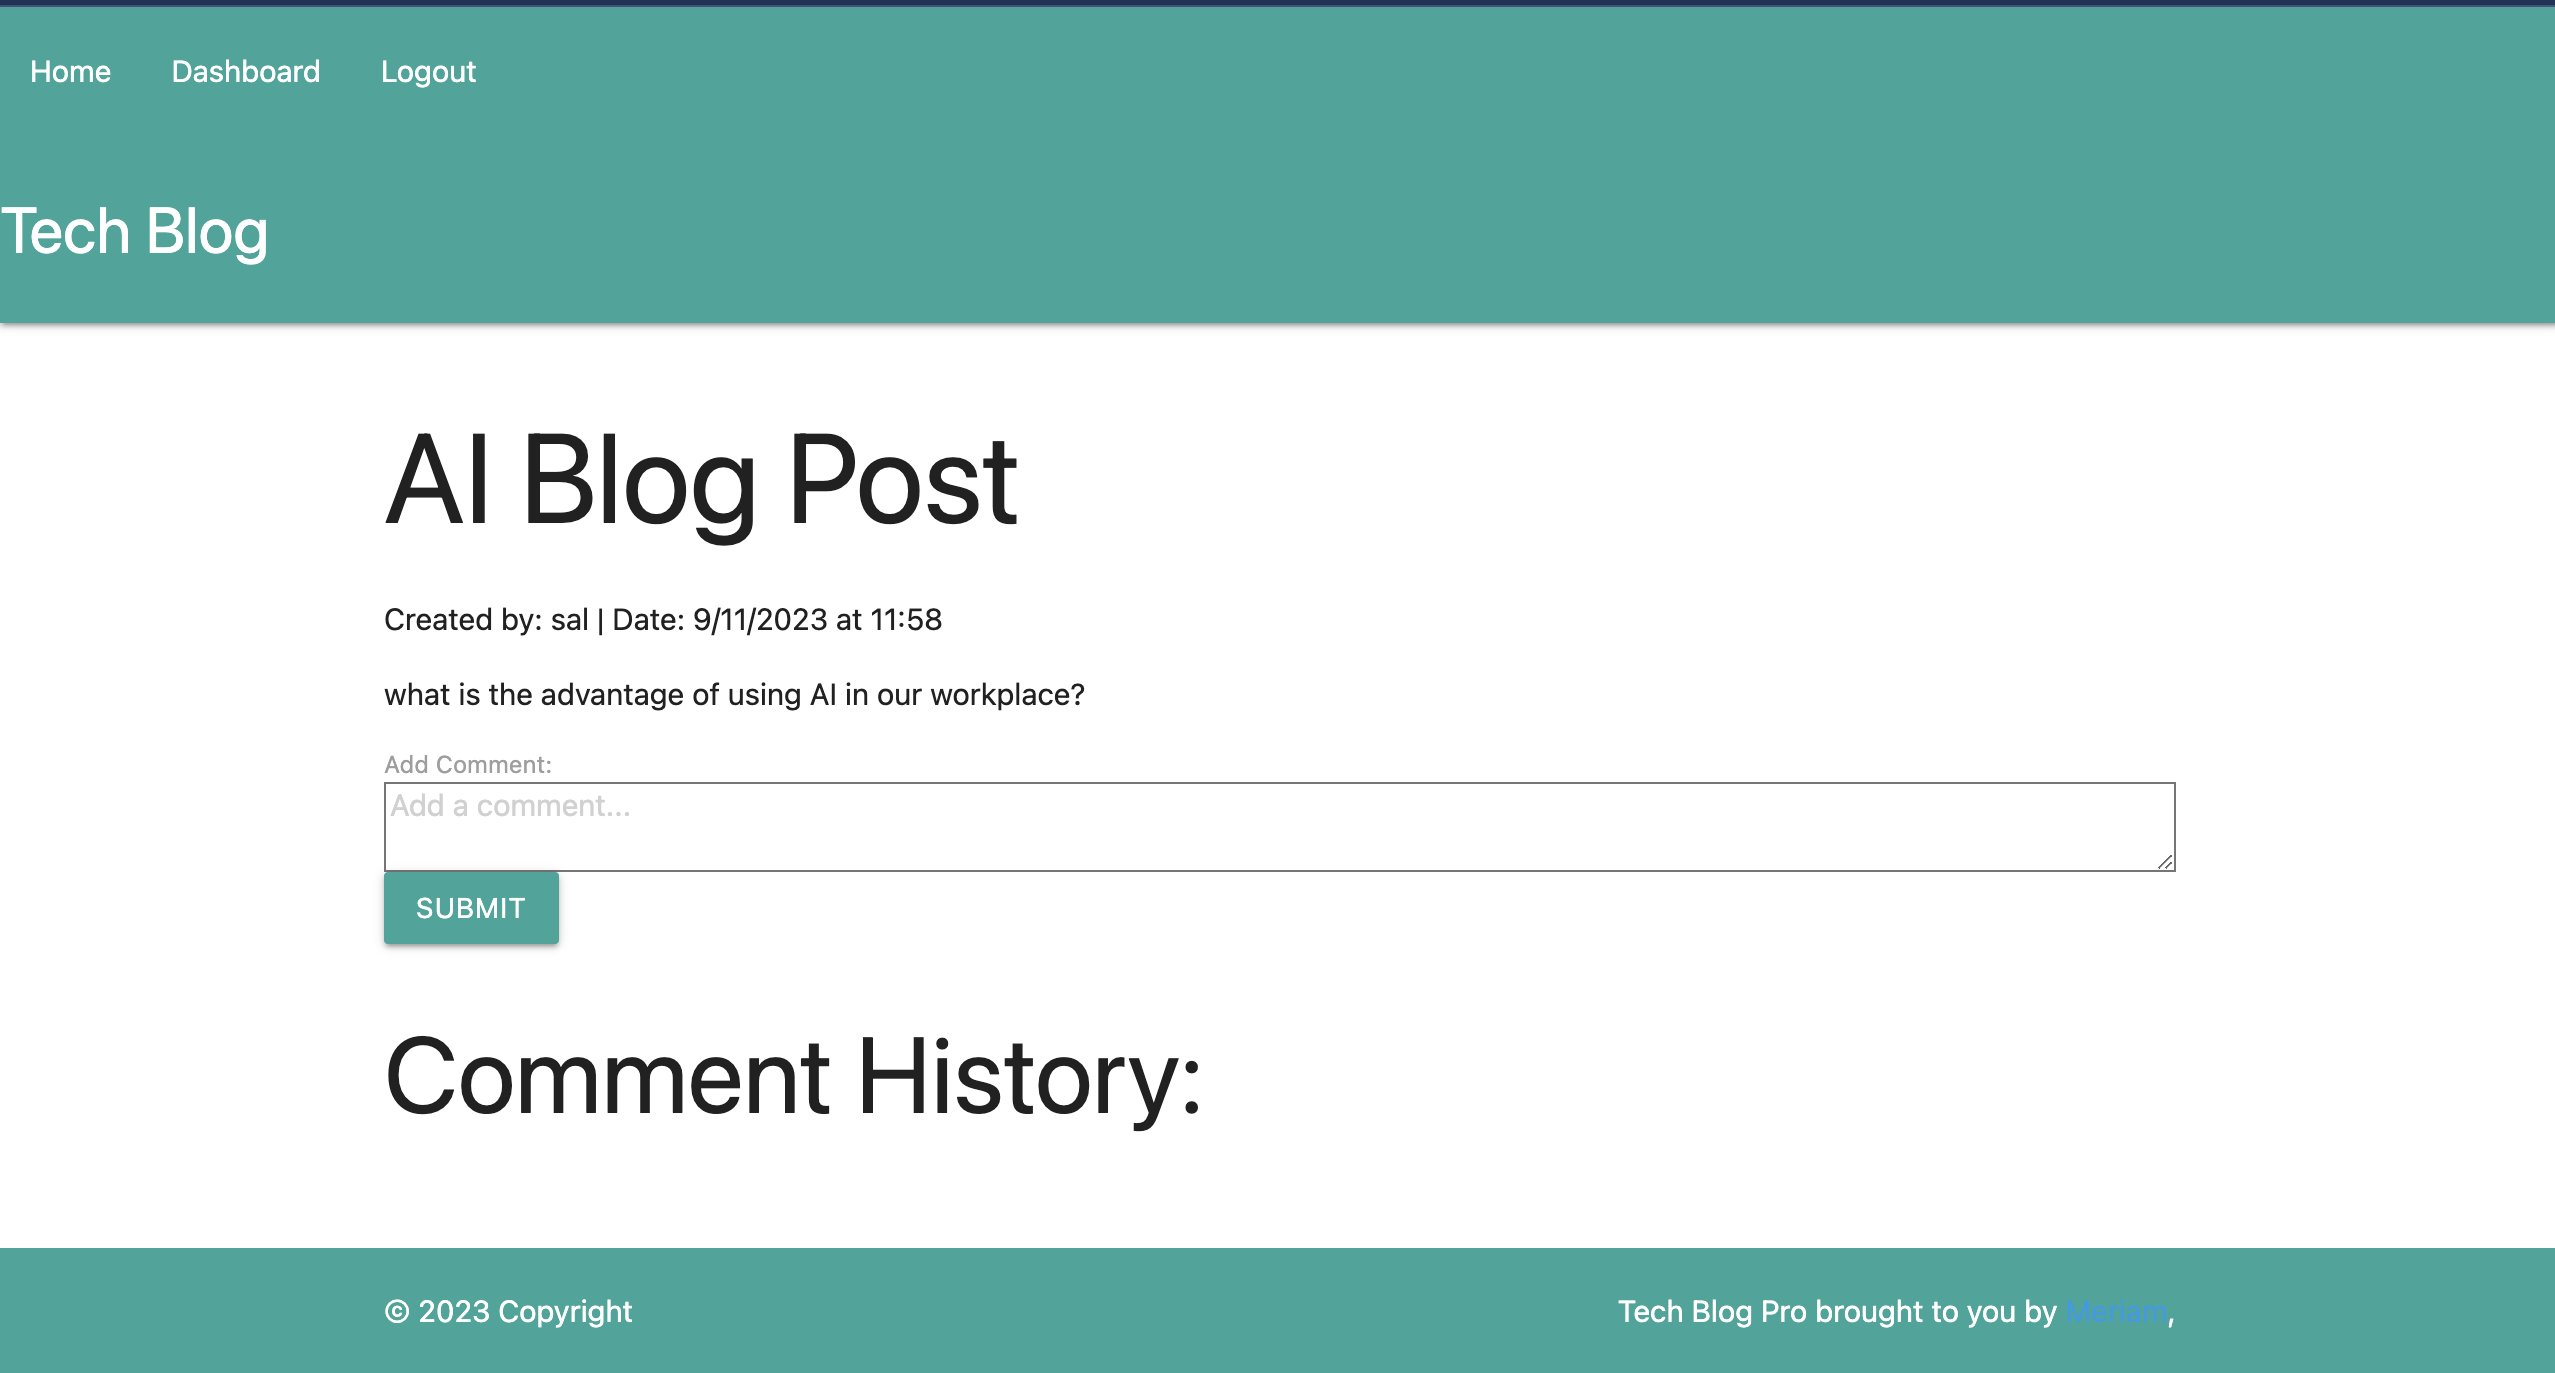 Home Dashboard Logout
Tech Blog
AI Blog Post
Created by: sal | Date: 9/11/2023 at 11:58
what is the advantage of using AI in our workplace?
Add Comment:
Add a comment...
SUBMIT
Comment History:
© 2023 Copyright Tech Blog Pro brought to you by Meriam,